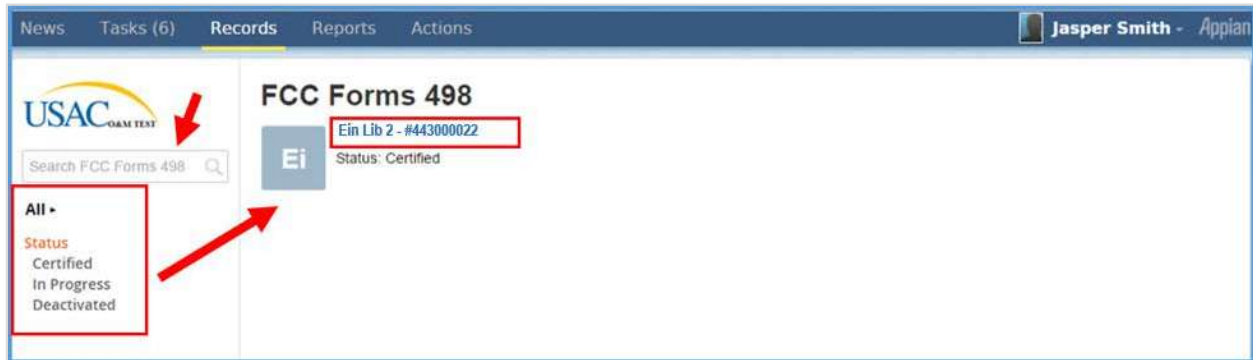 News Tasks (6) Records Reports Actions Jasper Smith - Appian
USAC O&M TEST
Search FCC Forms 498
All
Status
Certified
In Progress
Deactivated
FCC Forms 498
Ei
Ein Lib 2 - #443000022
Status: Certified